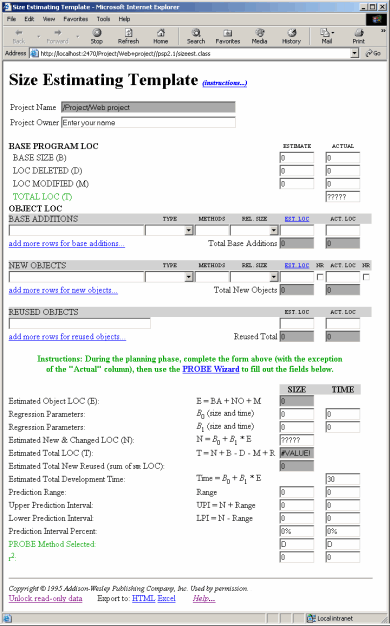 Size Estimating Template - Microsoft Internet Explorer
File Edit View Favorites Tools Help
Back Forward Stop Refresh Home Search Favorites Media History Mail Print
Address http://localhost:2470/Project/Web+project//psp2.1/sizeest.class Go
Size Estimating Template (instructions...)
Project Name /Project/Web project
Project Owner Enter your name
BASE PROGRAM LOC ESTIMATE ACTUAL
BASE SIZE (B) 0 0
LOC DELETED (D) 0 0
LOC MODIFIED (M) 0 0
TOTAL LOC (T) ?????
OBJECT LOC
BASE ADDITIONS TYPE METHODS REL. SIZE EST. LOC ACT. LOC
add more rows for base additions... Total Base Additions 0 0
NEW OBJECTS TYPE METHODS REL. SIZE EST. LOC NR ACT. LOC NR
add more rows for new objects... Total New Objects 0 0
REUSED OBJECTS EST. LOC ACT. LOC
add more rows for reused objects... Reused Total 0 0
Instructions: During the planning phase, complete the form above (with the exception
of the "Actual" column), then use the PROBE Wizard to fill out the fields below.
SIZE TIME
Estimated Object LOC (E): E = BA + NO + M 0
Regression Parameters: B0 (size and time) 0 0
Regression Parameters: B1 (size and time) 0 0
Estimated New & Changed LOC (N): N = B0 + B1 * E ?????
Estimated Total LOC (T): T = N + B - D - M + R #VALUE!
Estimated Total New Reused (sum of NR LOC): 0
Estimated Total Development Time: Time = B0 + B1 * E 30
Prediction Range: Range 0 0
Upper Prediction Interval: UPI = N + Range 0 0
Lower Prediction Interval: LPI = N - Range 0 0
Prediction Interval Percent: 0% 0%
PROBE Method Selected: D D
r2: 0 0
Copyright © 1995 Addison-Wesley Publishing Company, Inc. Used by permission.
Unlock read-only data Export to: HTML Excel Help...
Local intranet